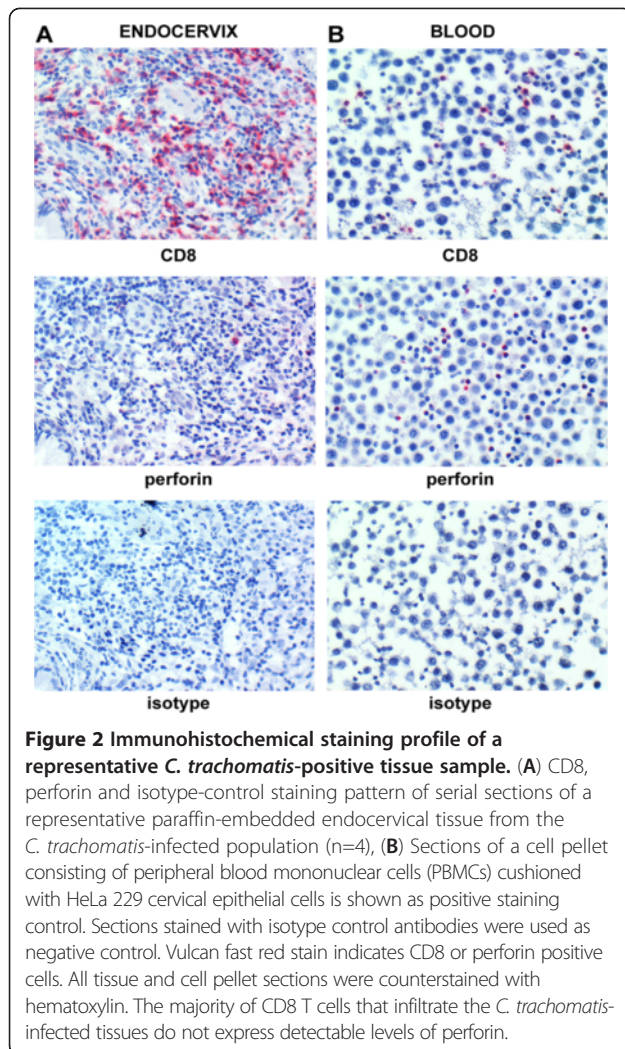 A ENDOCERVIX B BLOOD
CD8 CD8
perforin perforin
isotype isotype
Figure 2 Immunohistochemical staining profile of a
representative C. trachomatis-positive tissue sample. (A) CD8,
perforin and isotype-control staining pattern of serial sections of a
representative paraffin-embedded endocervical tissue from the
C. trachomatis-infected population (n=4), (B) Sections of a cell pellet
consisting of peripheral blood mononuclear cells (PBMCs) cushioned
with HeLa 229 cervical epithelial cells is shown as positive staining
control. Sections stained with isotype control antibodies were used as
negative control. Vulcan fast red stain indicates CD8 or perforin positive
cells. All tissue and cell pellet sections were counterstained with
hematoxylin. The majority of CD8 T cells that infiltrate the C. trachomatis-
infected tissues do not express detectable levels of perforin.